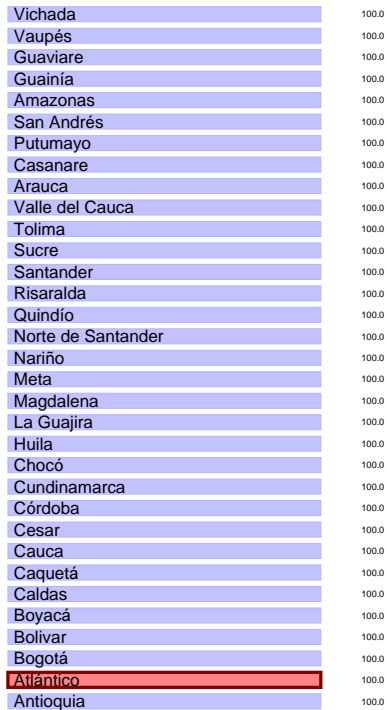 Vichada 100.0
Vaupés 100.0
Guaviare 100.0
Guainía 100.0
Amazonas 100.0
San Andrés 100.0
Putumayo 100.0
Casanare 100.0
Arauca 100.0
Valle del Cauca 100.0
Tolima 100.0
Sucre 100.0
Santander 100.0
Risaralda 100.0
Quindío 100.0
Norte de Santander 100.0
Nariño 100.0
Meta 100.0
Magdalena 100.0
La Guajira 100.0
Huila 100.0
Chocó 100.0
Cundinamarca 100.0
Córdoba 100.0
Cesar 100.0
Cauca 100.0
Caquetá 100.0
Caldas 100.0
Boyacá 100.0
Bolivar 100.0
Bogotá 100.0
Atlántico 100.0
Antioquia 100.0